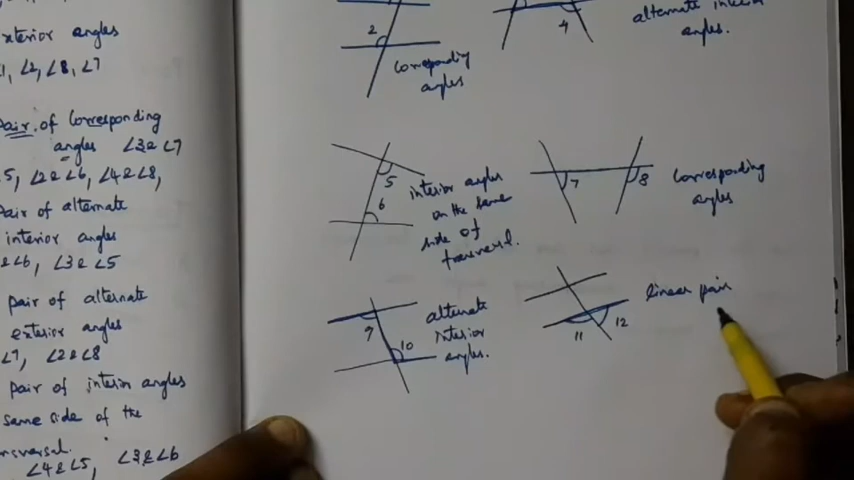 exterior angles
1, ∠2, ∠8, ∠7
Pair of corresponding
angles ∠3 & ∠7
5, ∠2 & ∠6, ∠4 & ∠8,
Pair of alternate
interior angles
& ∠6, ∠3 & ∠5
pair of alternate
exterior angles
∠7, ∠2 & ∠8
pair of interior angles
same side of the
transversal.
∠4 & ∠5, ∠3 & ∠6
2
corresponding
angles
4
alternate interior
angles.
5
6
interior angles
on the same
side of
transversal.
7
8
corresponding
angles
9
10
alternate
interior
angles.
11
12
linear pair